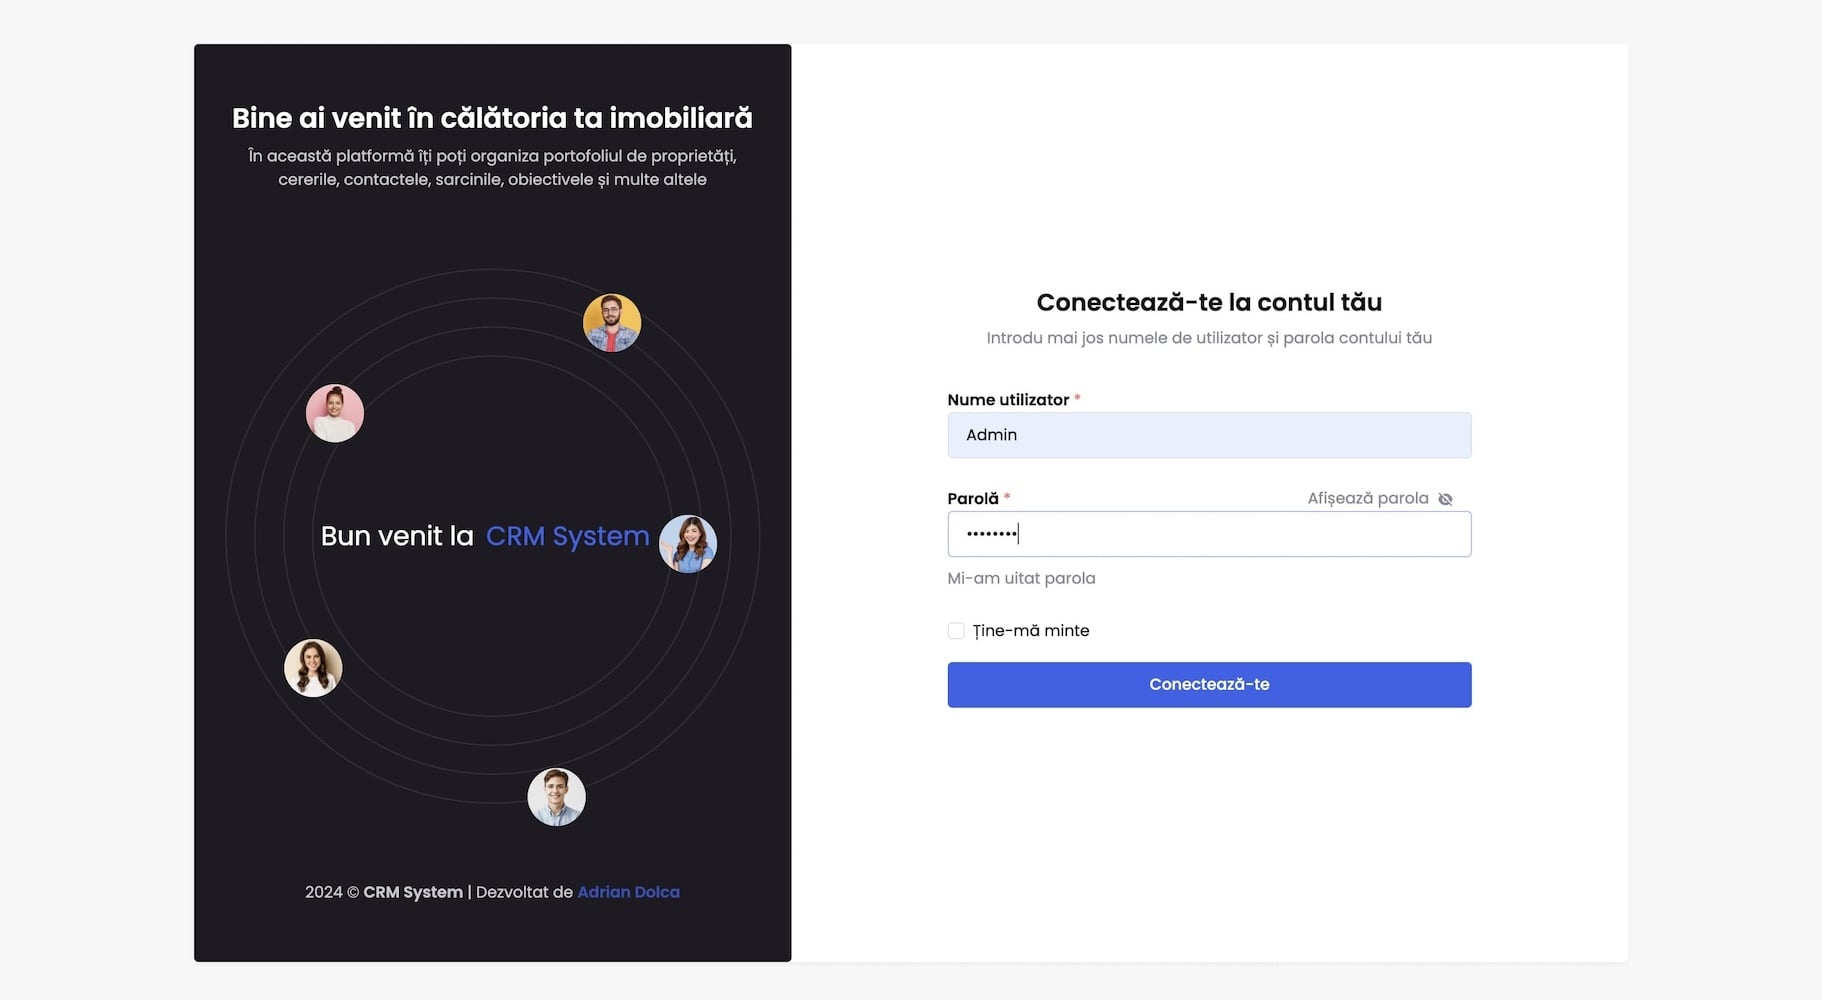 Bine ai venit în călătoria ta imobiliară
În această platformă îți poți organiza portofoliul de proprietăți,
cererile, contactele, sarcinile, obiectivele și multe altele
Bun venit la CRM System
2024 © CRM System | Dezvoltat de Adrian Dolca
Conectează-te la contul tău
Introdu mai jos numele de utilizator și parola contului tău
Nume utilizator *
Admin
Parolă *
Afișează parola
••••••••
Mi-am uitat parola
Ține-mă minte
Conectează-te